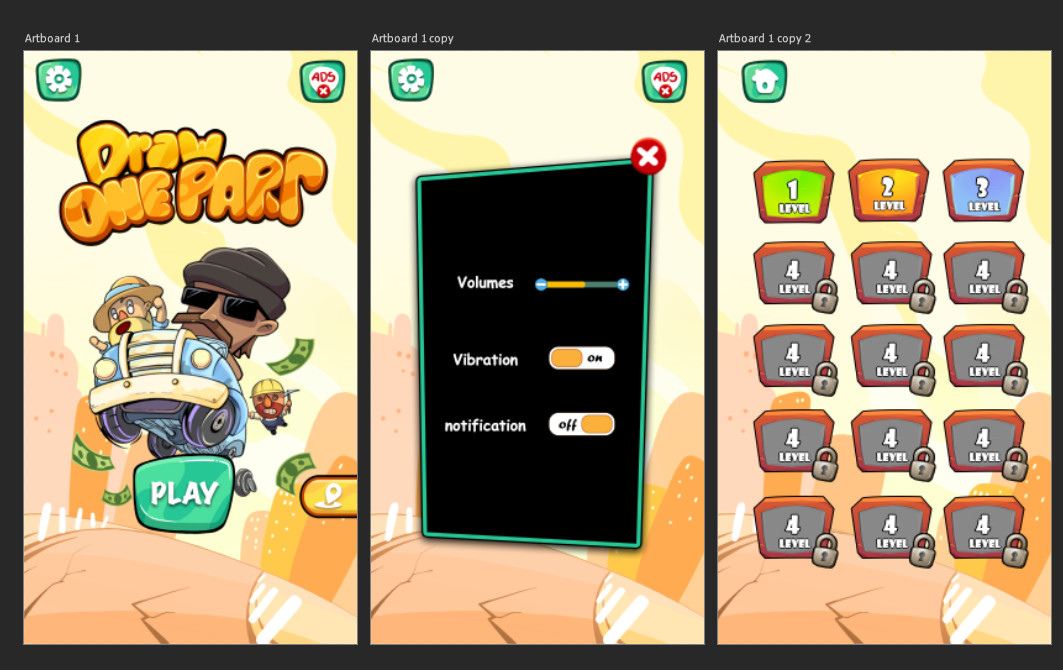 Artboard 1
ADS
Draw
ONE PART
PLAY
Artboard 1 copy
ADS
Volumes
Vibration
on
notification
off
Artboard 1 copy 2
1
LEVEL
2
LEVEL
3
LEVEL
4
LEVEL
4
LEVEL
4
LEVEL
4
LEVEL
4
LEVEL
4
LEVEL
4
LEVEL
4
LEVEL
4
LEVEL
4
LEVEL
4
LEVEL
4
LEVEL